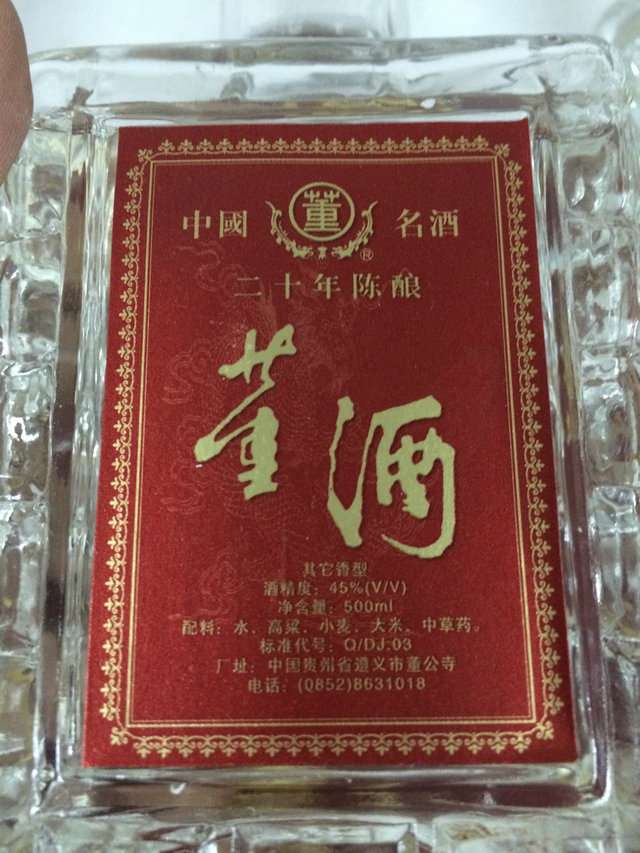 中國 董 名酒
®
二十年陈酿
董酒
其它香型
酒精度：45%(V/V)
净含量：500ml
配料：水、高粱、小麦、大米、中草药。
标准代号：Q/DJ.03
厂址：中国贵州省遵义市董公寺
电话：(0852)8631018